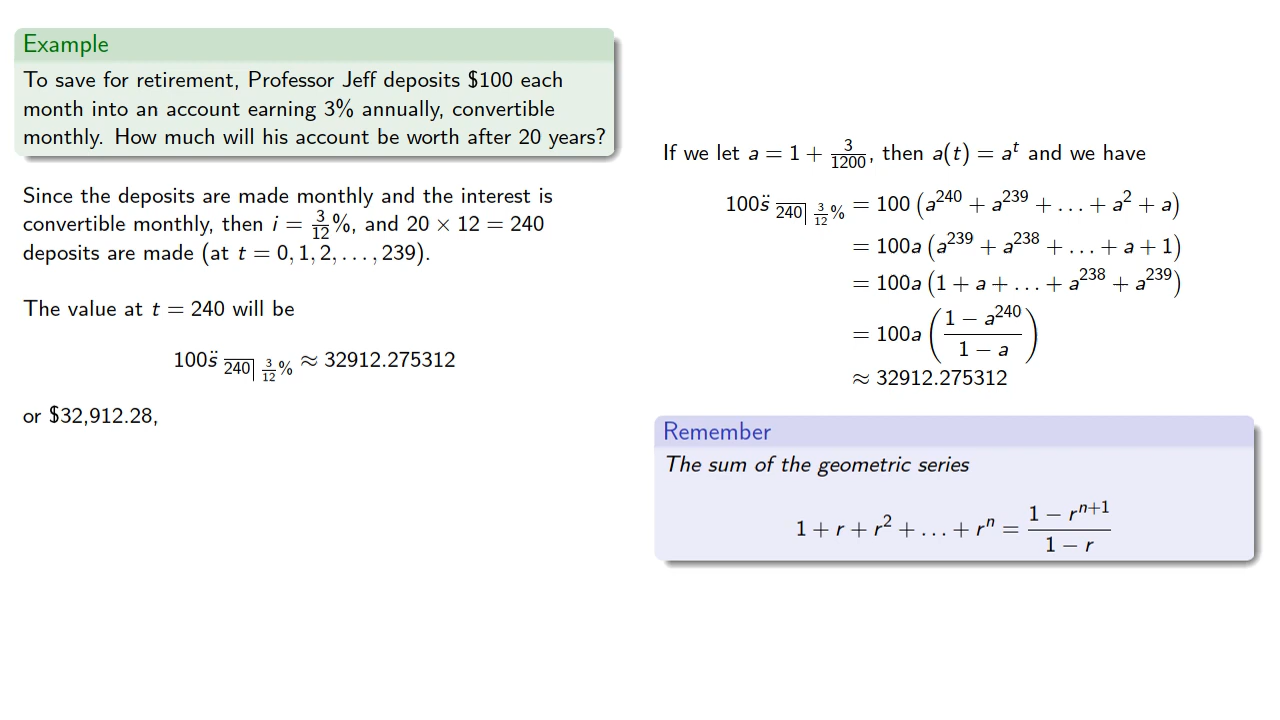 Example
To save for retirement, Professor Jeff deposits $100 each
month into an account earning 3% annually, convertible
monthly. How much will his account be worth after 20 years?
Since the deposits are made monthly and the interest is
convertible monthly, then i = 3/12 %, and 20 × 12 = 240
deposits are made (at t = 0, 1, 2, . . . , 239).
The value at t = 240 will be
100s̈ 240| 3/12 % ≈ 32912.275312
or $32,912.28,
If we let a = 1 + 3/1200, then a(t) = a^t and we have
100s̈ 240| 3/12 % = 100 (a^240 + a^239 + . . . + a^2 + a)
= 100a (a^239 + a^238 + . . . + a + 1)
= 100a (1 + a + . . . + a^238 + a^239)
= 100a ((1 − a^240)/(1 − a))
≈ 32912.275312
Remember
The sum of the geometric series
1 + r + r^2 + . . . + r^n = (1 − r^(n+1))/(1 − r)